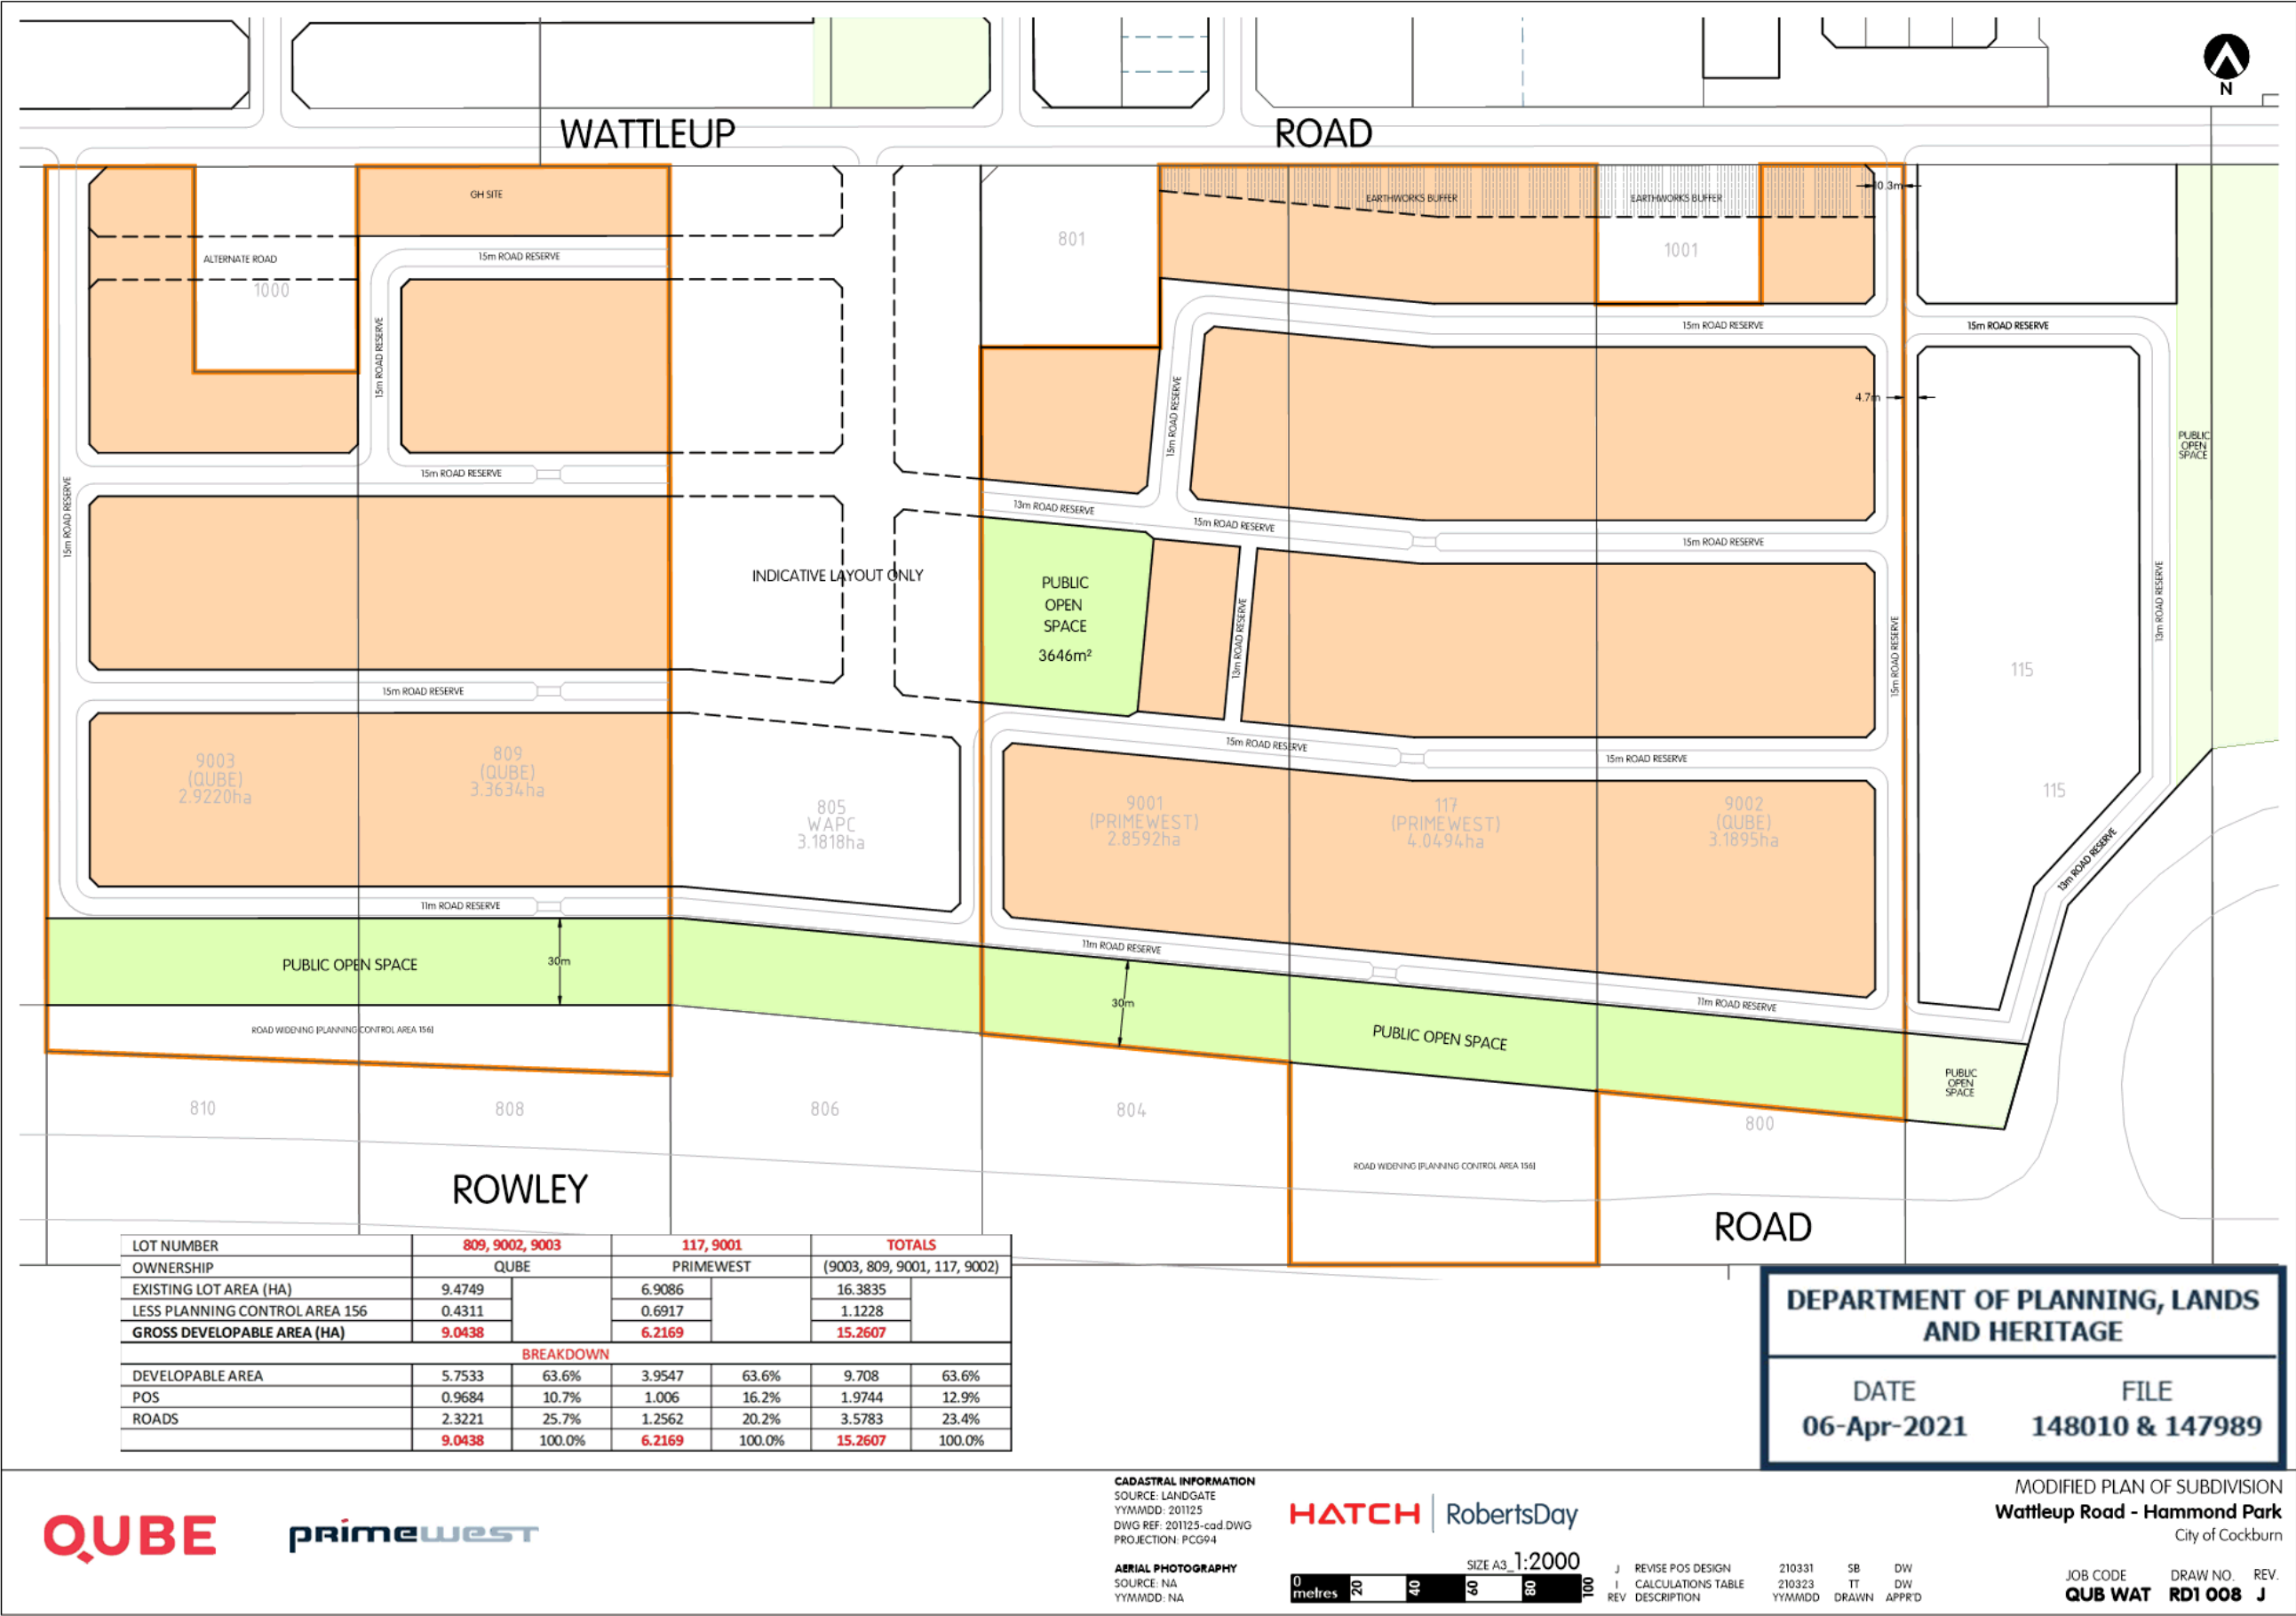 N
WATTLEUP ROAD
GH SITE
EARTHWORKS BUFFER
EARTHWORKS BUFFER
10.3m
801
1001
ALTERNATE ROAD
1000
15m ROAD RESERVE
15m ROAD RESERVE
15m ROAD RESERVE
15m ROAD RESERVE
15m ROAD RESERVE
4.7m
PUBLIC
OPEN
SPACE
15m ROAD RESERVE
15m ROAD RESERVE
13m ROAD RESERVE
15m ROAD RESERVE
15m ROAD RESERVE
INDICATIVE LAYOUT ONLY
PUBLIC
OPEN
SPACE
3646m²
13m ROAD RESERVE
15m ROAD RESERVE
13m ROAD RESERVE
115
15m ROAD RESERVE
15m ROAD RESERVE
15m ROAD RESERVE
9003
(QUBE)
2.9220ha
809
(QUBE)
3.3634ha
805
WAPC
3.1818ha
9001
(PRIMEWEST)
2.8592ha
117
(PRIMEWEST)
4.0494ha
9002
(QUBE)
3.1895ha
115
13m ROAD RESERVE
11m ROAD RESERVE
11m ROAD RESERVE
11m ROAD RESERVE
PUBLIC OPEN SPACE
30m
30m
PUBLIC OPEN SPACE
PUBLIC
OPEN
SPACE
ROAD WIDENING [PLANNING CONTROL AREA 156]
810
808
806
804
800
ROAD WIDENING [PLANNING CONTROL AREA 156]
ROWLEY ROAD
LOT NUMBER 809, 9002, 9003 117, 9001 TOTALS
OWNERSHIP QUBE PRIMEWEST (9003, 809, 9001, 117, 9002)
EXISTING LOT AREA (HA) 9.4749 6.9086 16.3835
LESS PLANNING CONTROL AREA 156 0.4311 0.6917 1.1228
GROSS DEVELOPABLE AREA (HA) 9.0438 6.2169 15.2607
BREAKDOWN
DEVELOPABLE AREA 5.7533 63.6% 3.9547 63.6% 9.708 63.6%
POS 0.9684 10.7% 1.006 16.2% 1.9744 12.9%
ROADS 2.3221 25.7% 1.2562 20.2% 3.5783 23.4%
9.0438 100.0% 6.2169 100.0% 15.2607 100.0%
DEPARTMENT OF PLANNING, LANDS
AND HERITAGE
DATE FILE
06-Apr-2021 148010 & 147989
QUBE
primewest
CADASTRAL INFORMATION
SOURCE: LANDGATE
YYMMDD: 201125
DWG REF: 201125-cad.DWG
PROJECTION: PCG94
AERIAL PHOTOGRAPHY
SOURCE: NA
YYMMDD: NA
HATCH RobertsDay
SIZE A3_1:2000
0 20 40 60 80 100
metres
J REVISE POS DESIGN 210331 SB DW
I CALCULATIONS TABLE 210323 TT DW
REV DESCRIPTION YYMMDD DRAWN APPR'D
MODIFIED PLAN OF SUBDIVISION
Wattleup Road - Hammond Park
City of Cockburn
JOB CODE DRAW NO. REV.
QUB WAT RD1 008 J